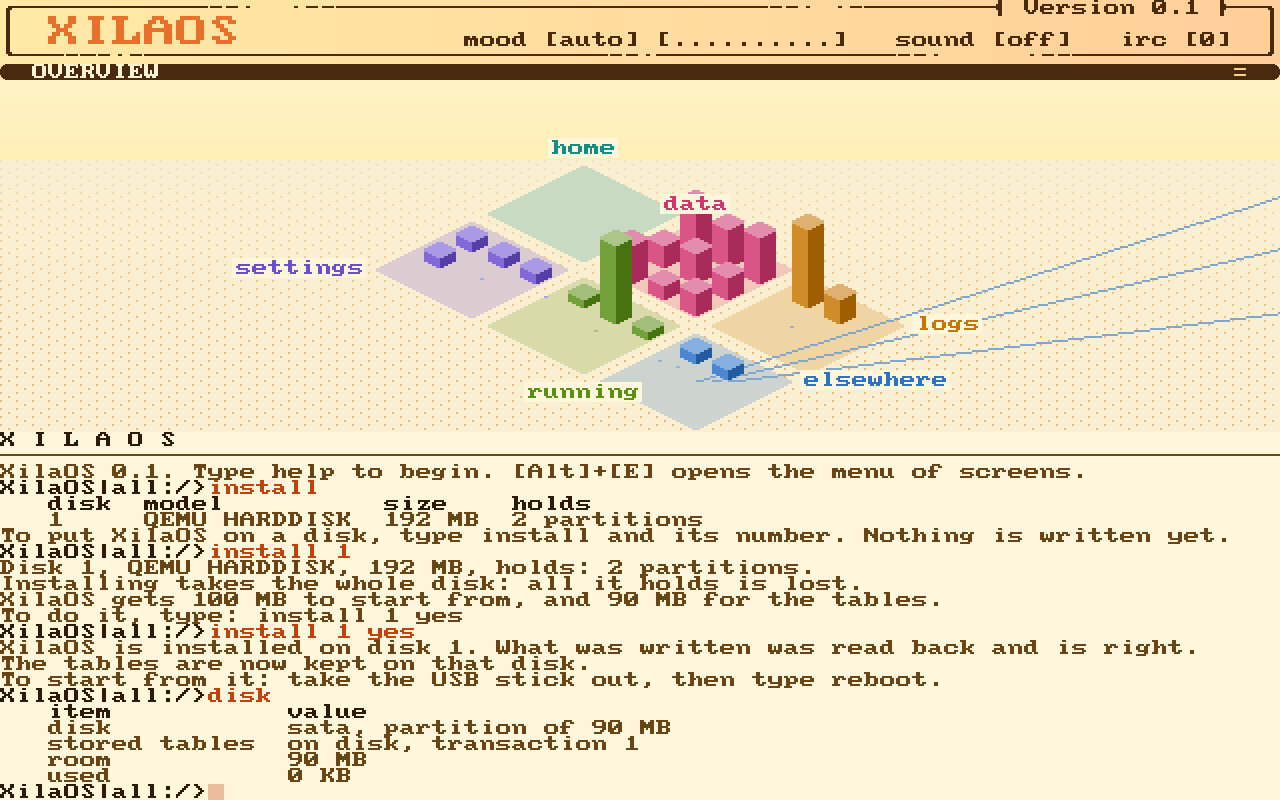 Version 0.1
XILAOS
mood [auto] [..........] sound [off] irc [0]
OVERVIEW =
home
data
settings
logs
elsewhere
running
X I L A O S
XilaOS 0.1. Type help to begin. [Alt]+[E] opens the menu of screens.
XilaOS|all:/>install
disk model size holds
1 QEMU HARDDISK 192 MB 2 partitions
To put XilaOS on a disk, type install and its number. Nothing is written yet.
XilaOS|all:/>install 1
Disk 1, QEMU HARDDISK, 192 MB, holds: 2 partitions.
Installing takes the whole disk: all it holds is lost.
XilaOS gets 100 MB to start from, and 90 MB for the tables.
To do it, type: install 1 yes
XilaOS|all:/>install 1 yes
XilaOS is installed on disk 1. What was written was read back and is right.
The tables are now kept on that disk.
To start from it: take the USB stick out, then type reboot.
XilaOS|all:/>disk
item value
disk sata, partition of 90 MB
stored tables on disk, transaction 1
room 90 MB
used 0 KB
XilaOS|all:/>